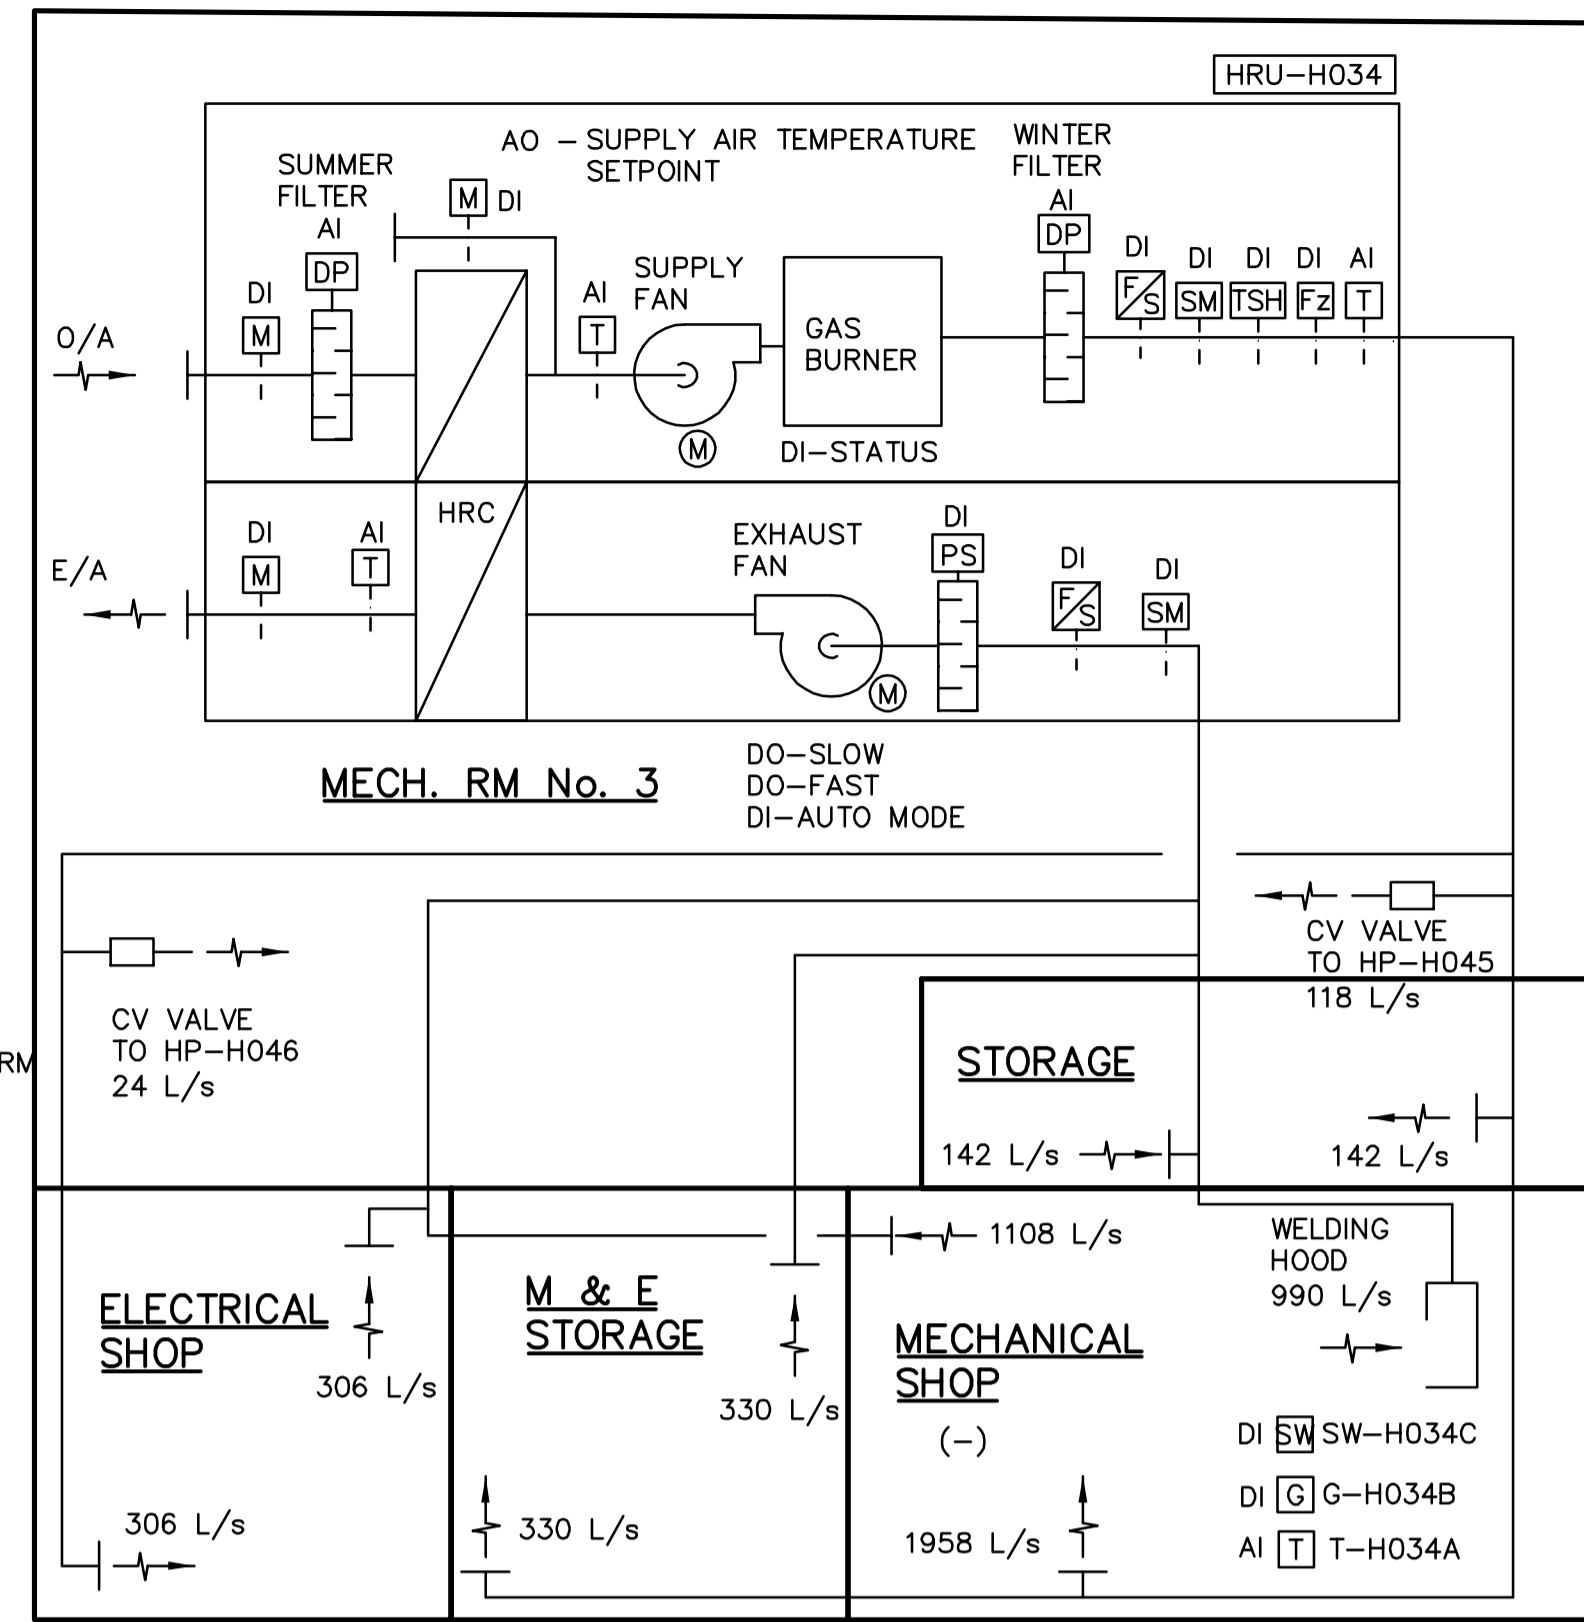 HRU-H034
AO - SUPPLY AIR TEMPERATURE
SETPOINT
WINTER
FILTER
SUMMER
FILTER
AI
DP
M DI
AI
DP
DI
M
O/A
AI
T
SUPPLY
FAN
GAS
BURNER
DI
F/S
DI
SM
DI
TSH
DI
Fz
AI
T
M
DI-STATUS
HRC
E/A
DI
M
AI
T
EXHAUST
FAN
DI
PS
DI
F/S
DI
SM
M
MECH. RM No. 3
DO-SLOW
DO-FAST
DI-AUTO MODE
CV VALVE
TO HP-H045
118 L/s
CV VALVE
TO HP-H046
24 L/s
RM
STORAGE
142 L/s
142 L/s
1108 L/s
WELDING
HOOD
990 L/s
ELECTRICAL
SHOP
306 L/s
M & E
STORAGE
330 L/s
MECHANICAL
SHOP
(-)
DI SW SW-H034C
DI G G-H034B
AI T T-H034A
306 L/s
330 L/s
1958 L/s